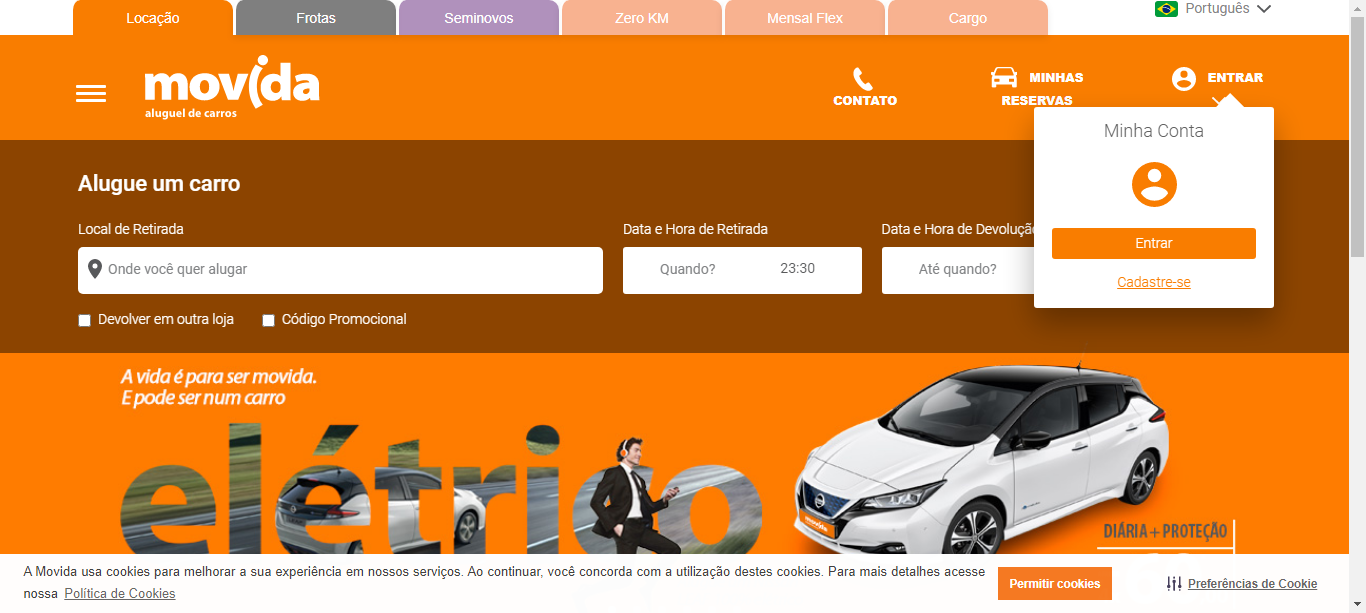 Locação
Frotas
Seminovos
Zero KM
Mensal Flex
Cargo
Português
movida
aluguel de carros
CONTATO
MINHAS
RESERVAS
ENTRAR
Minha Conta
Entrar
Cadastre-se
Alugue um carro
Local de Retirada
Onde você quer alugar
Data e Hora de Retirada
Quando?
23:30
Data e Hora de Devolução
Até quando?
Devolver em outra loja
Código Promocional
A vida é para ser movida.
E pode ser num carro
elétrico
movida
DIÁRIA + PROTEÇÃO
A Movida usa cookies para melhorar a sua experiência em nossos serviços. Ao continuar, você concorda com a utilização destes cookies. Para mais detalhes acesse
nossa Política de Cookies
Permitir cookies
Preferências de Cookie